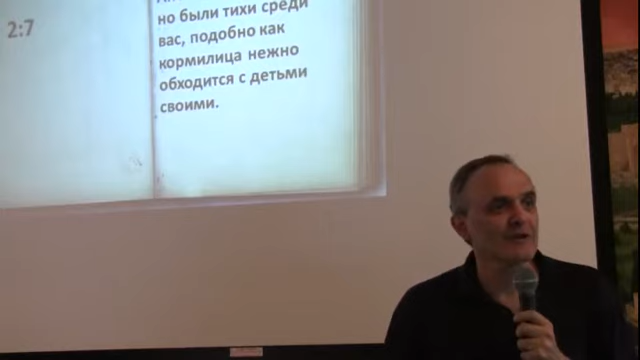 2:7
но были тихи среди
вас, подобно как
кормилица нежно
обходится с детьми
своими.